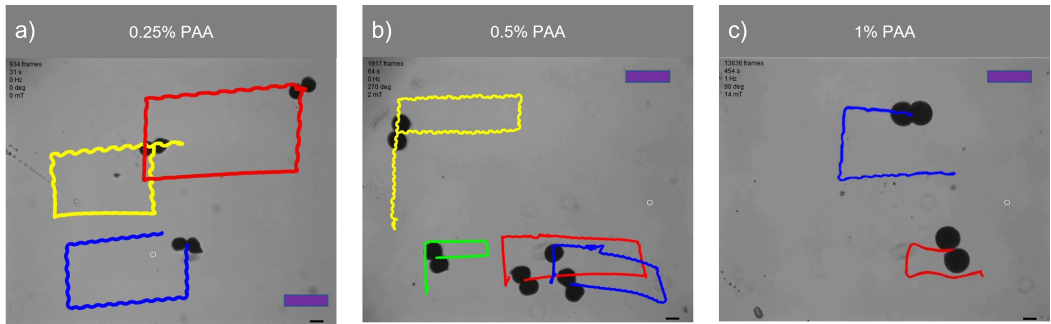 a) 0.25% PAA
934 frames
31 s
0 Hz
0 deg
0 mT
b) 0.5% PAA
1917 frames
64 s
0 Hz
270 deg
2 mT
c) 1% PAA
13636 frames
454 s
1 Hz
90 deg
14 mT